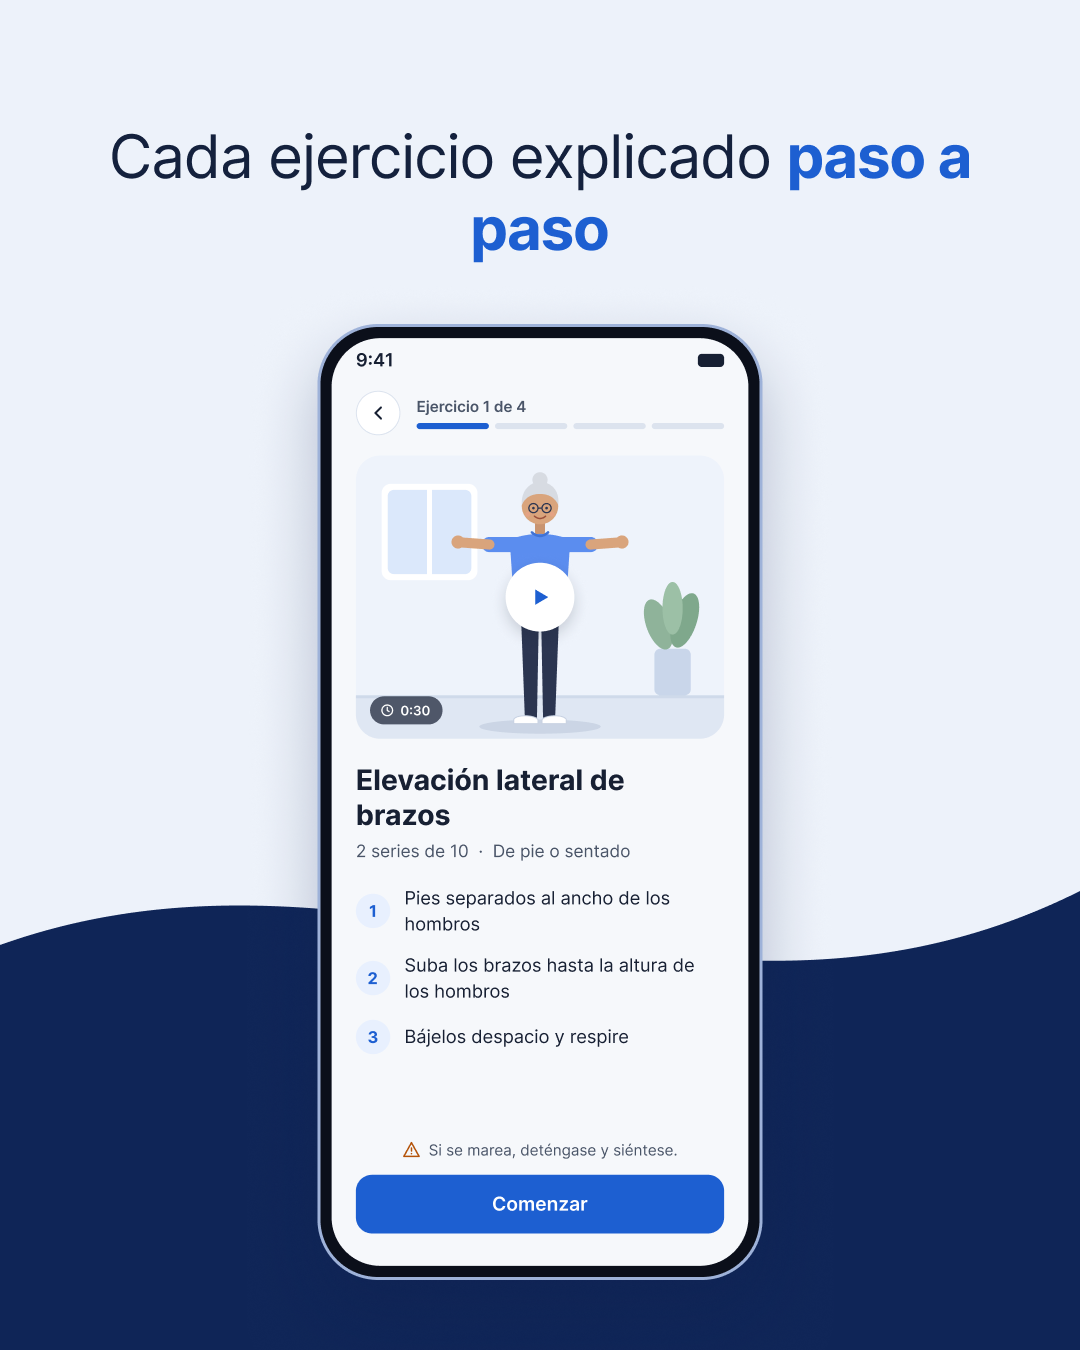 Cada ejercicio explicado paso a
paso
9:41
Ejercicio 1 de 4
0:30
Elevación lateral de
brazos
2 series de 10 · De pie o sentado
1 Pies separados al ancho de los
hombros
2 Suba los brazos hasta la altura de
los hombros
3 Bájelos despacio y respire
Si se marea, deténgase y siéntese.
Comenzar